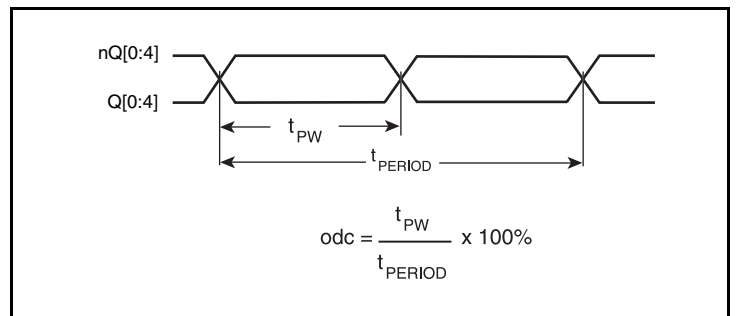 nQ[0:4]
Q[0:4]
tPW
tPERIOD
odc = tPW / tPERIOD x 100%